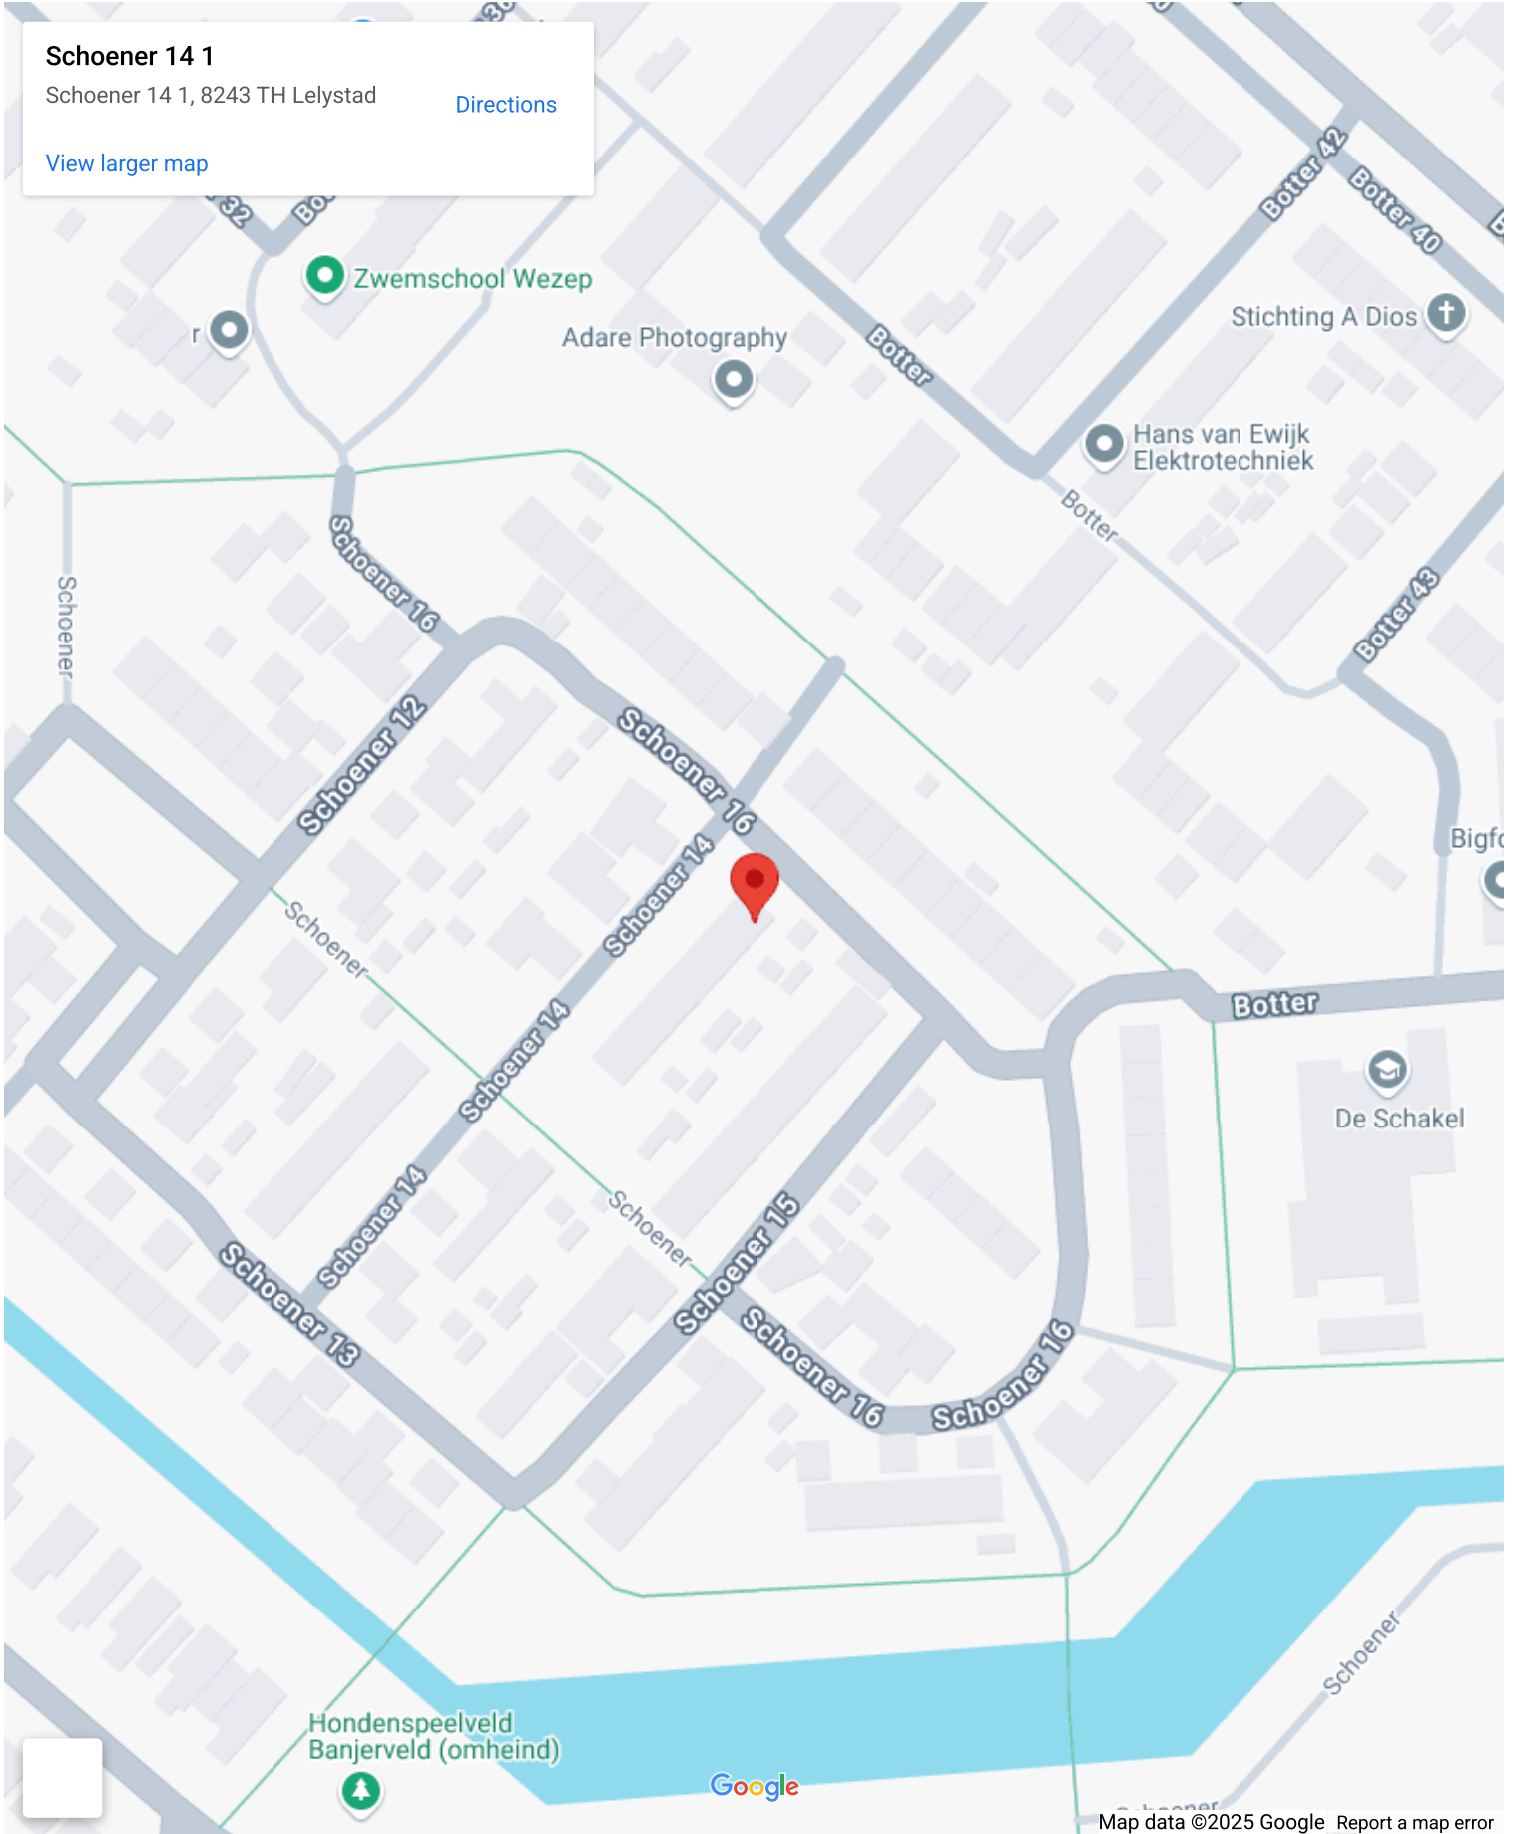 Schoener 14 1
Schoener 14 1, 8243 TH Lelystad
Directions
View larger map
32
Zwemschool Wezep
r
Adare Photography
Botter
Botter 42
Botter 40
Stichting A Dios
Hans van Ewijk
Elektrotechniek
Botter
Botter 43
Schoener 16
Schoener
Schoener 12
Schoener 16
Schoener 14
Schoener
Schoener 14
Botter
De Schakel
Schoener 14
Schoener
Schoener 15
Schoener 13
Schoener 16
Schoener 16
Schoener
Hondenspeelveld
Banjerveld (omheind)
Google
Schoener
Map data ©2025 Google
Report a map error